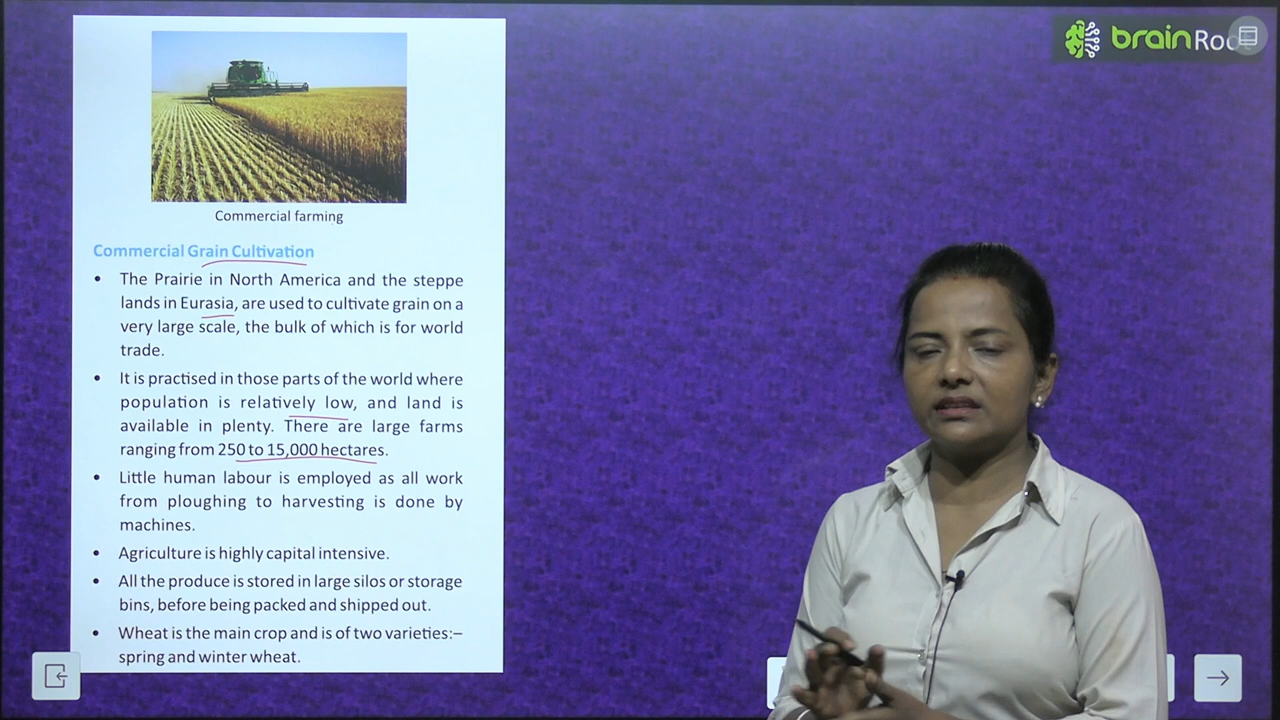 brainRoot
Commercial farming
Commercial Grain Cultivation
• The Prairie in North America and the steppe
lands in Eurasia, are used to cultivate grain on a
very large scale, the bulk of which is for world
trade.
• It is practised in those parts of the world where
population is relatively low, and land is
available in plenty. There are large farms
ranging from 250 to 15,000 hectares.
• Little human labour is employed as all work
from ploughing to harvesting is done by
machines.
• Agriculture is highly capital intensive.
• All the produce is stored in large silos or storage
bins, before being packed and shipped out.
• Wheat is the main crop and is of two varieties:–
spring and winter wheat.